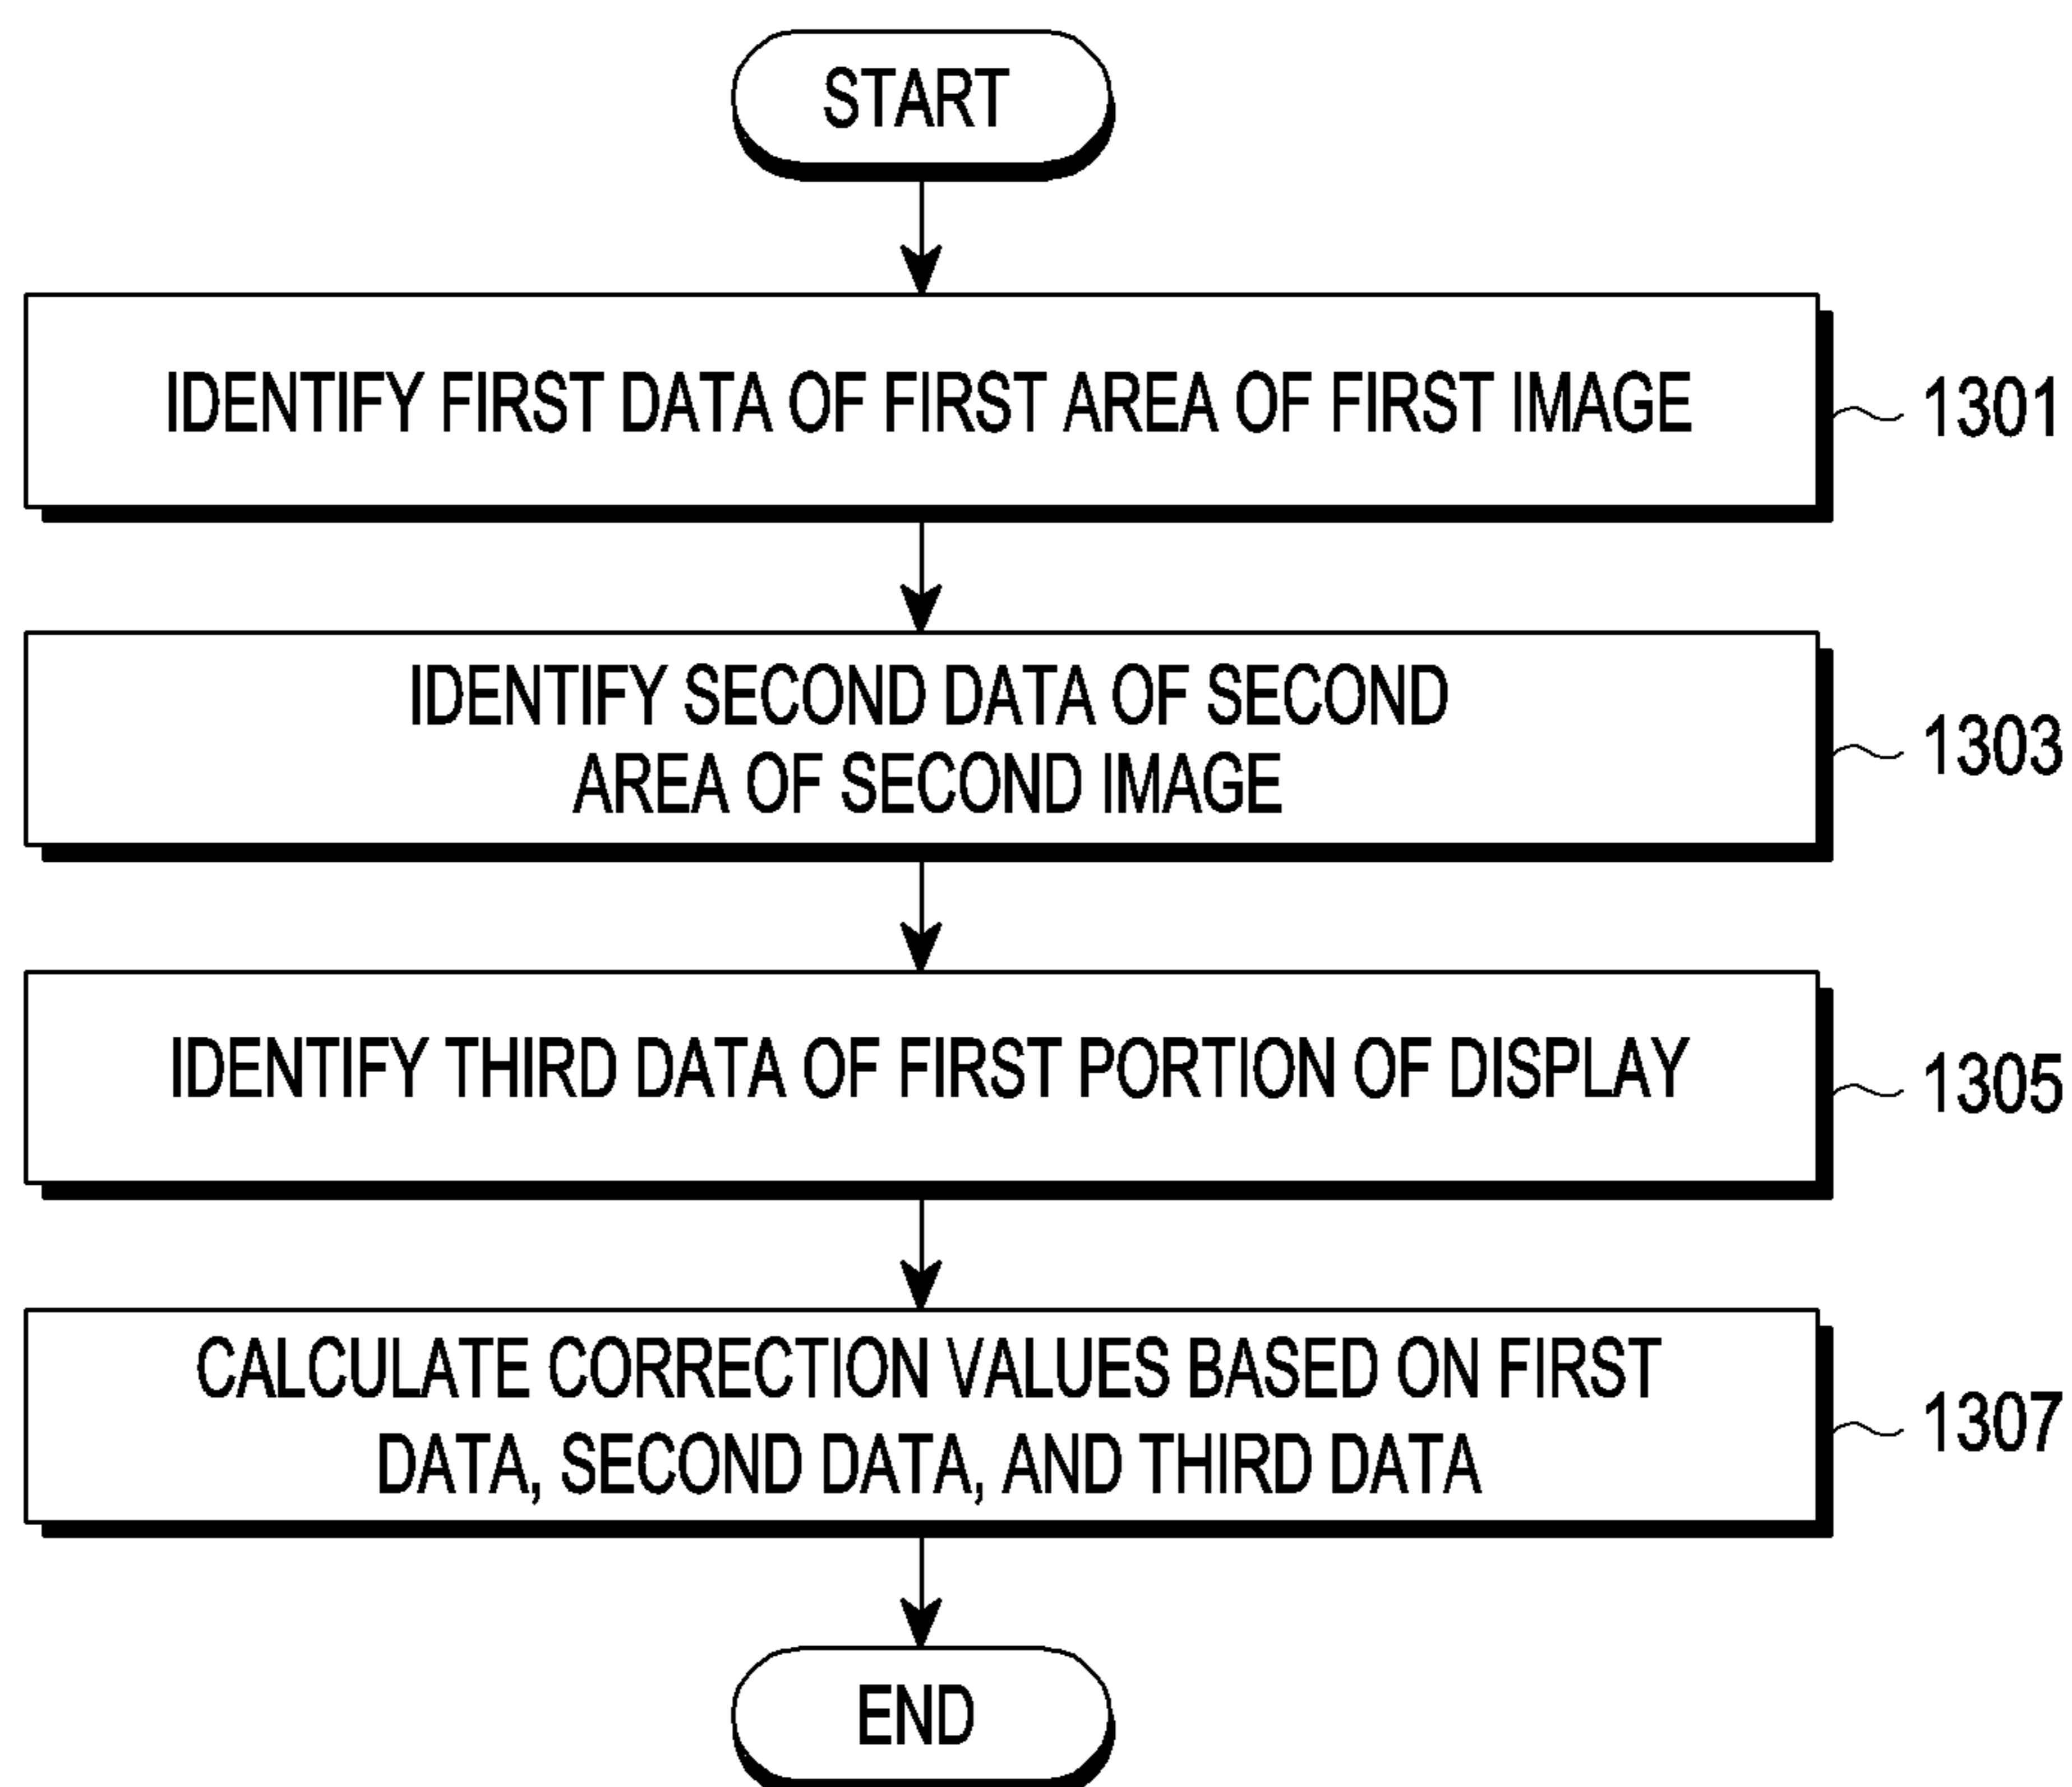 START
IDENTIFY FIRST DATA OF FIRST AREA OF FIRST IMAGE
1301
IDENTIFY SECOND DATA OF SECOND
AREA OF SECOND IMAGE
1303
IDENTIFY THIRD DATA OF FIRST PORTION OF DISPLAY
1305
CALCULATE CORRECTION VALUES BASED ON FIRST
DATA, SECOND DATA, AND THIRD DATA
1307
END